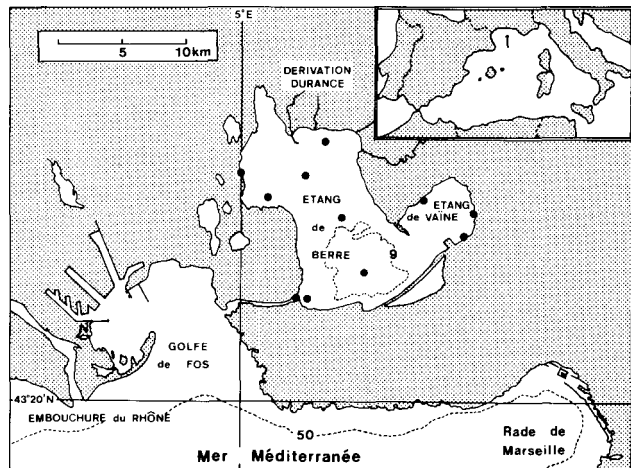 5°E
5
10km
DERIVATION
DURANCE
ETANG
de
BERRE
9
ETANG
de VAÏNE
N
GOLFE
de FOS
43°20'N
EMBOUCHURE du RHÔNE
50
Mer Méditerranée
Rade de
Marseille